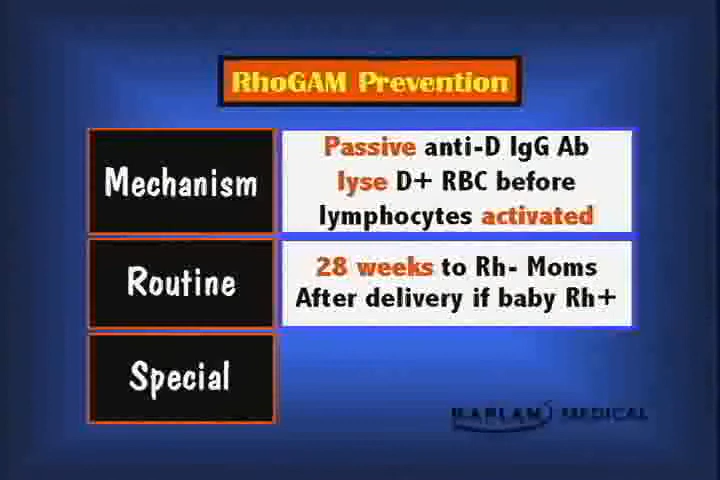 RhoGAM Prevention
Mechanism
Passive anti-D IgG Ab
lyse D+ RBC before
lymphocytes activated
Routine
28 weeks to Rh- Moms
After delivery if baby Rh+
Special
KAPLAN MEDICAL